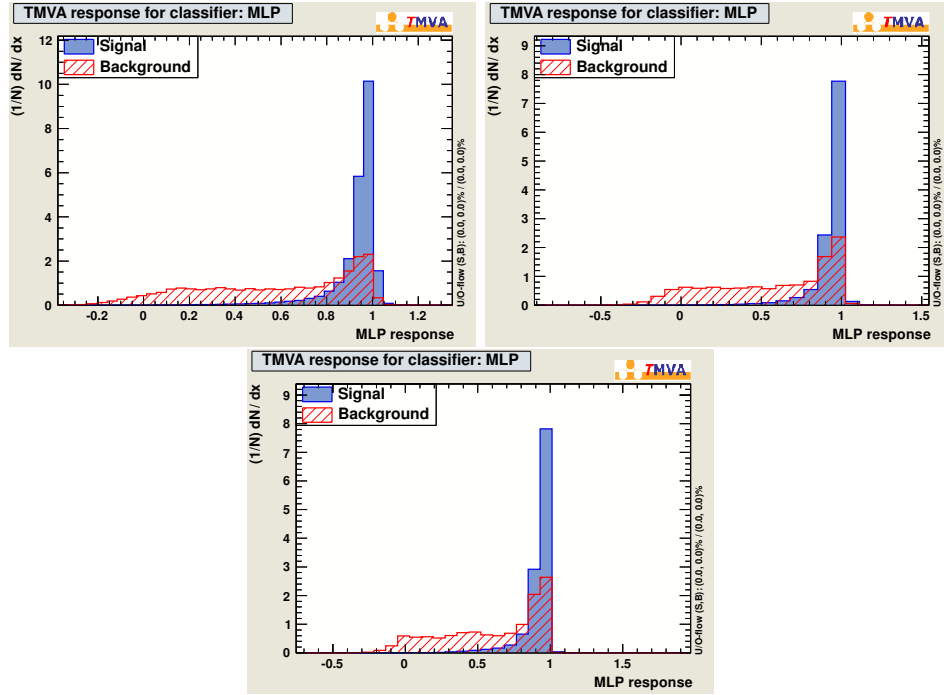 TMVA response for classifier: MLP
TMVA
Signal
Background
(1/N) dN/ dx
12
10
8
6
4
2
0
-0.2 0 0.2 0.4 0.6 0.8 1 1.2
MLP response
U/O-flow (S,B): (0.0, 0.0)% / (0.0, 0.0)%
TMVA response for classifier: MLP
TMVA
Signal
Background
(1/N) dN/ dx
9
8
7
6
5
4
3
2
1
0
-0.5 0 0.5 1 1.5
MLP response
U/O-flow (S,B): (0.0, 0.0)% / (0.0, 0.0)%
TMVA response for classifier: MLP
TMVA
Signal
Background
(1/N) dN/ dx
9
8
7
6
5
4
3
2
1
0
-0.5 0 0.5 1 1.5
MLP response
U/O-flow (S,B): (0.0, 0.0)% / (0.0, 0.0)%